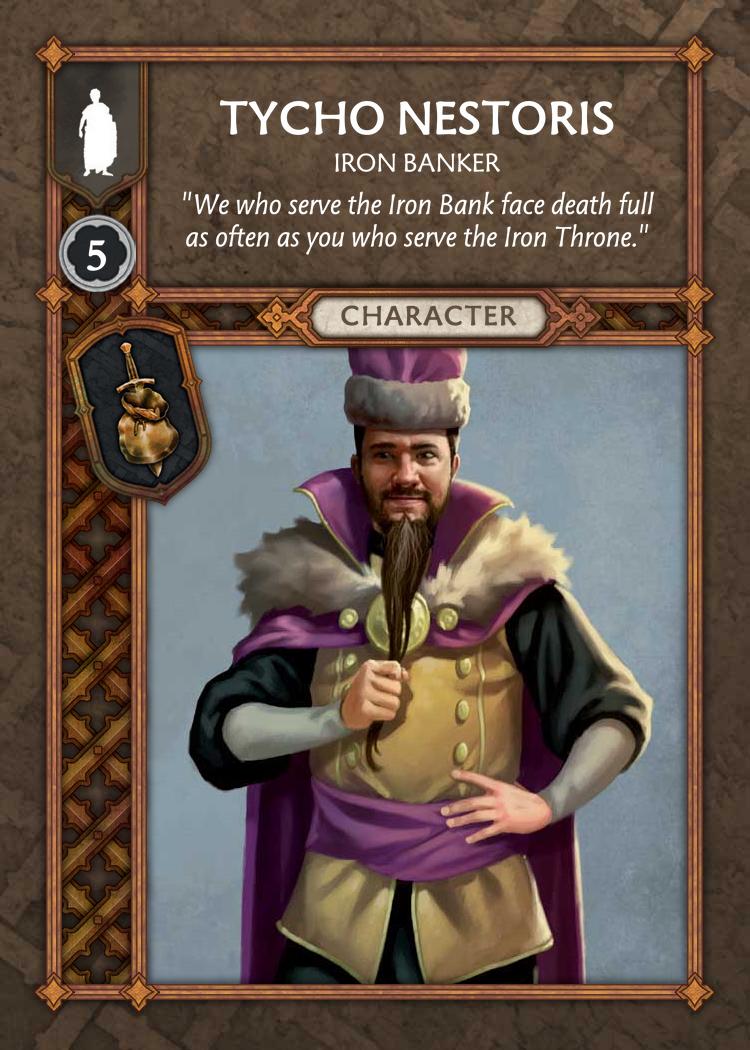 TYCHO NESTORIS
IRON BANKER
"We who serve the Iron Bank face death full
as often as you who serve the Iron Throne."
5
CHARACTER